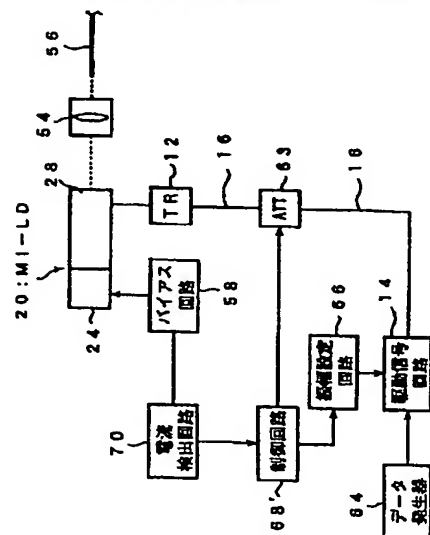 20:MI-LD
24
28
54
56
TR
12
16
ATT
63
16
バイアス
回路
58
電流
検出回路
70
制御回路
68'
振幅設定
回路
66
駆動信号
回路
14
データ
発生器
64